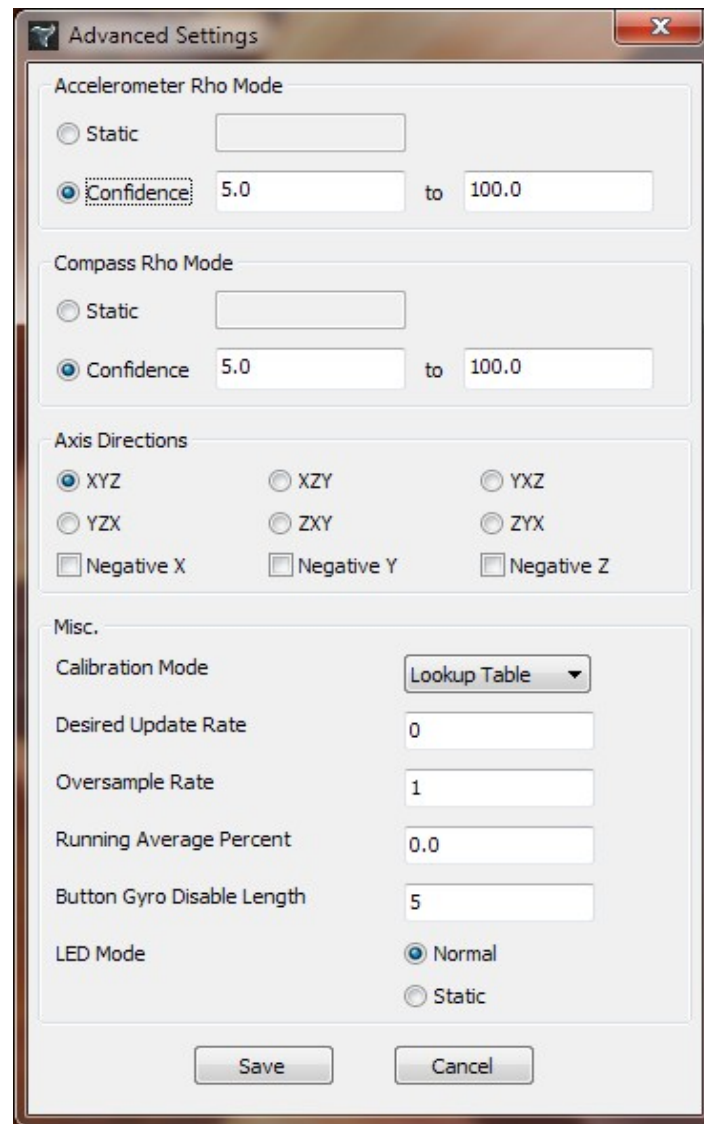 Advanced Settings
Accelerometer Rho Mode
Static
Confidence 5.0 to 100.0
Compass Rho Mode
Static
Confidence 5.0 to 100.0
Axis Directions
XYZ XZY YXZ
YZX ZXY ZYX
Negative X Negative Y Negative Z
Misc.
Calibration Mode Lookup Table
Desired Update Rate 0
Oversample Rate 1
Running Average Percent 0.0
Button Gyro Disable Length 5
LED Mode Normal
Static
Save Cancel